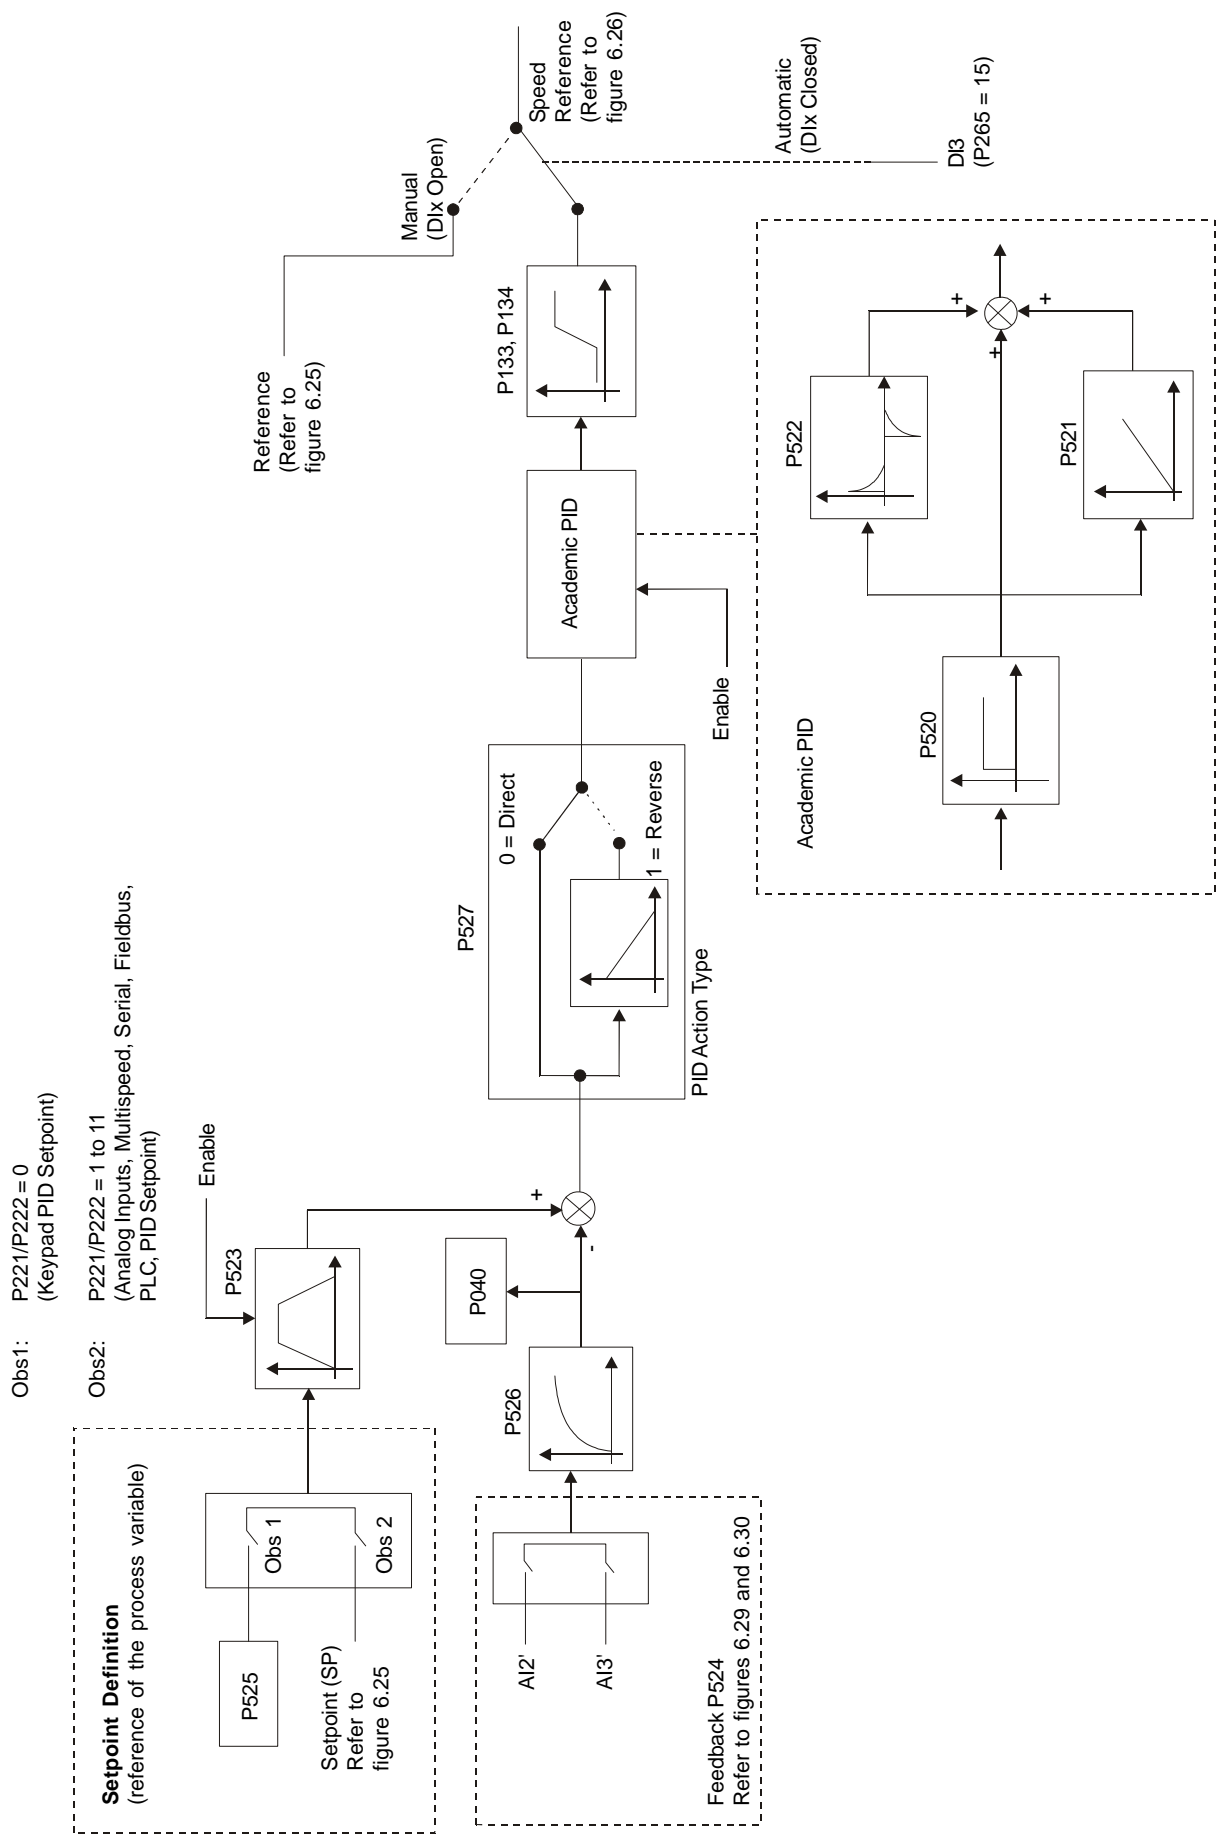 Obs1:
P221/P222 = 0
(Keypad PID Setpoint)
Obs2:
P221/P222 = 1 to 11
(Analog Inputs, Multispeed, Serial, Fieldbus,
PLC, PID Setpoint)
Setpoint Definition
(reference of the process variable)
P525
Obs 1
Setpoint (SP)
Refer to
figure 6.25
Obs 2
P523
Enable
+
AI2'
AI3'
Feedback P524
Refer to figures 6.29 and 6.30
P526
P040
-
P527
0 = Direct
1 = Reverse
PID Action Type
Enable
Academic PID
P133, P134
Reference
(Refer to
figure 6.25)
Manual
(DIx Open)
Speed
Reference
(Refer to
figure 6.26)
Automatic
(DIx Closed)
DI3
(P265 = 15)
Academic PID
P520
P522
P521
+
+
+